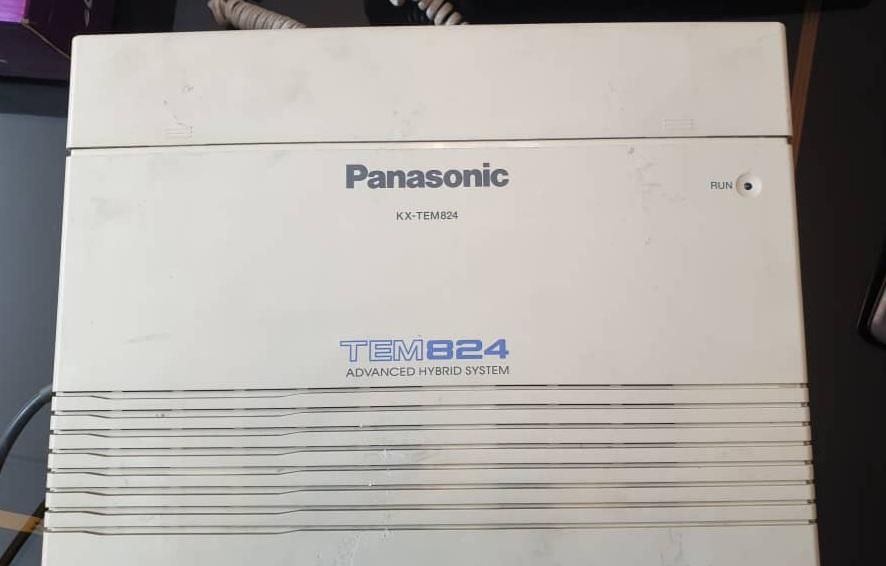 Panasonic
RUN
KX-TEM824
TEM824
ADVANCED HYBRID SYSTEM